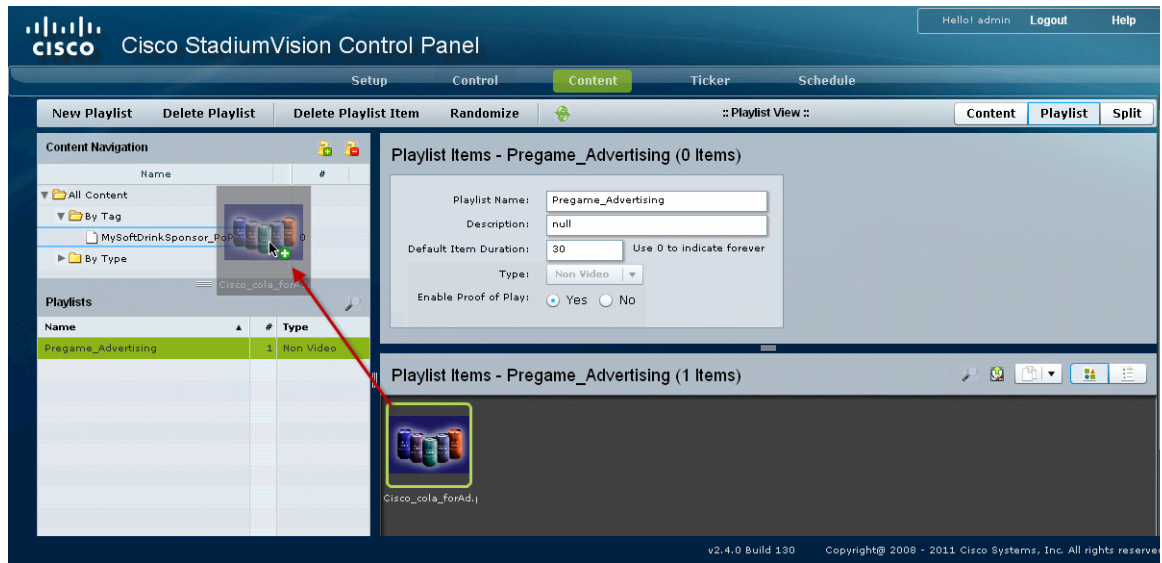 Hello! admin Logout Help
CISCO Cisco StadiumVision Control Panel
Setup Control Content Ticker Schedule
New Playlist Delete Playlist Delete Playlist Item Randomize :: Playlist View :: Content Playlist Split
Content Navigation
Name #
All Content
By Tag
MySoftDrinkSponsor_PoP 0
By Type
Cisco_cola_forAd
Playlists
Name # Type
Pregame_Advertising 1 Non Video
Playlist Items - Pregame_Advertising (0 Items)
Playlist Name: Pregame_Advertising
Description: null
Default Item Duration: 30 Use 0 to indicate forever
Type: Non Video
Enable Proof of Play: Yes No
Playlist Items - Pregame_Advertising (1 Items)
Cisco_cola_forAd.
v2.4.0 Build 130 Copyright@ 2008 - 2011 Cisco Systems, Inc. All rights reserve